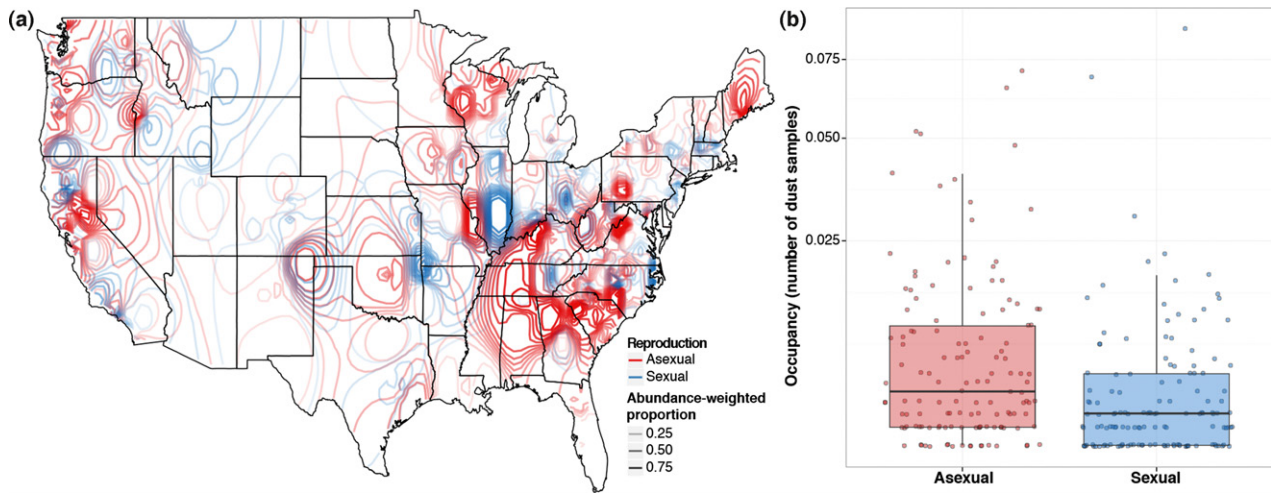 (a)
Reproduction
Asexual
Sexual
Abundance-weighted
proportion
0.25
0.50
0.75
(b)
Occupancy (number of dust samples)
0.075
0.050
0.025
Asexual
Sexual